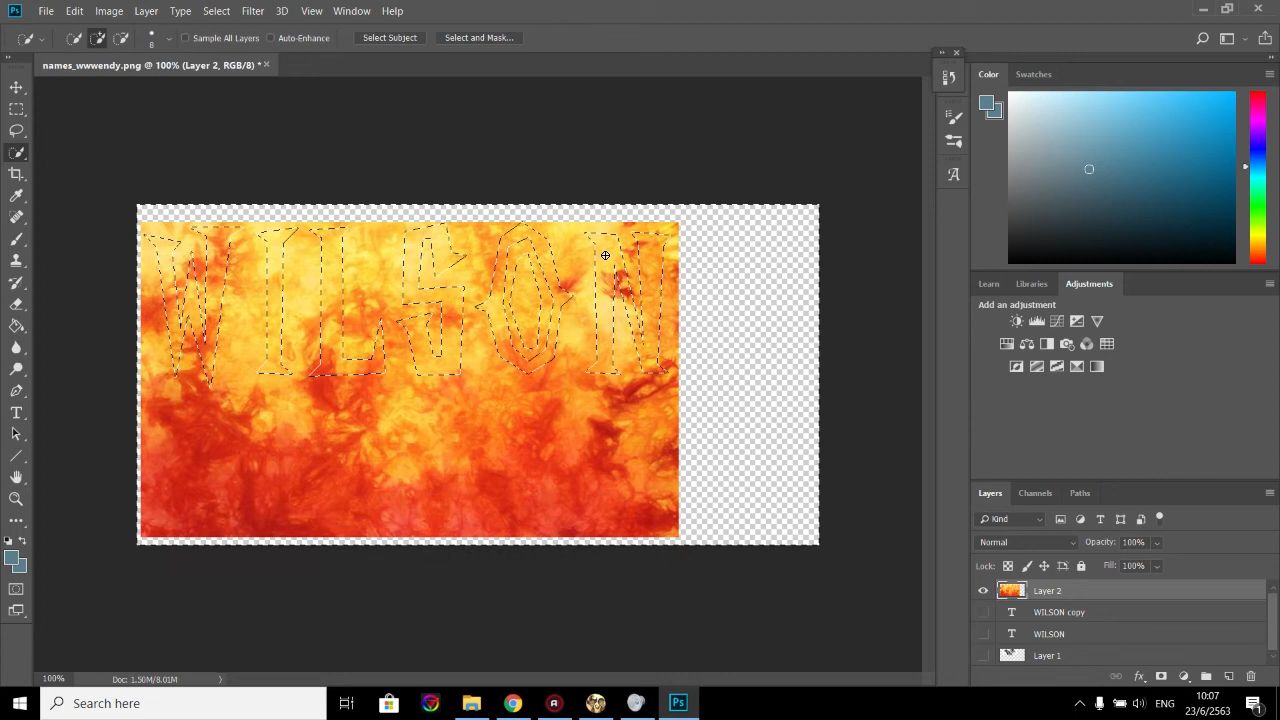 Ps File Edit Image Layer Type Select Filter 3D View Window Help
8 Sample All Layers Auto-Enhance Select Subject Select and Mask...
names_wwwendy.png @ 100% (Layer 2, RGB/8) *
Color Swatches
WILSON
Learn Libraries Adjustments
Add an adjustment
Layers Channels Paths
Kind
Normal Opacity: 100%
Lock: Fill: 100%
Layer 2
WILSON copy
WILSON
Layer 1
100% Doc: 1.50M/8.01M
Search here Ps ENG 10:07
23/6/2563